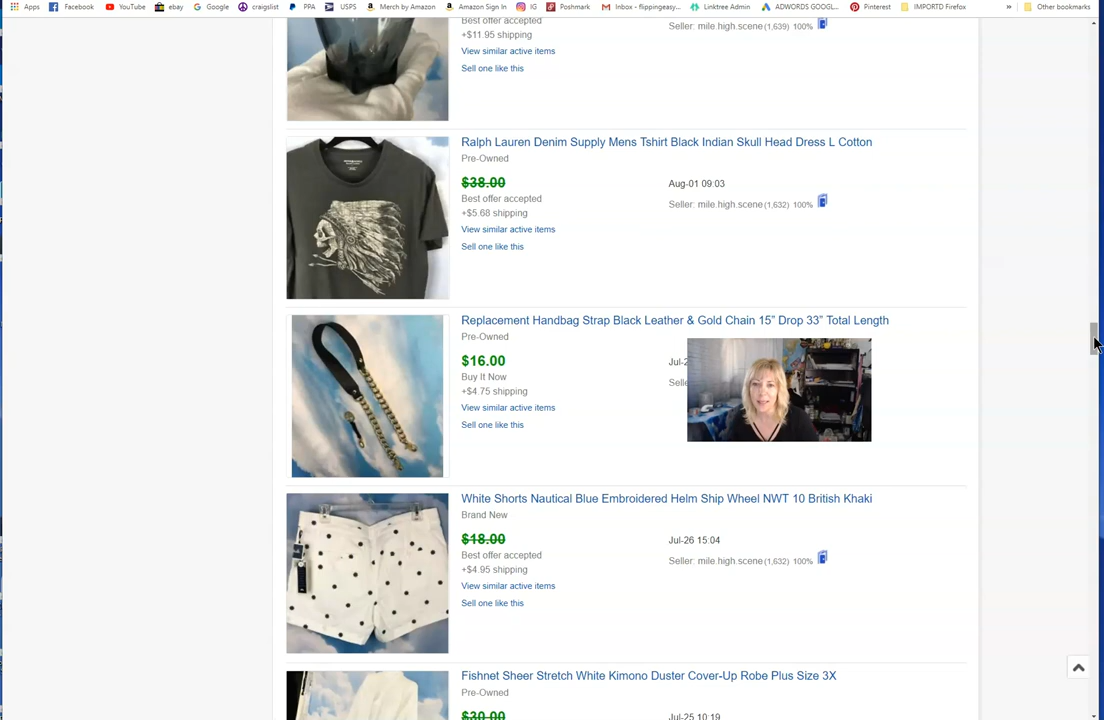 Apps Facebook YouTube ebay Google craigslist PPA USPS Merch by Amazon Amazon Sign In IG Poshmark Inbox - flippingeasy... Linktree Admin ADWORDS GOOGL... Pinterest IMPORTD Firefox » Other bookmarks
Best offer accepted
+$11.95 shipping
Seller: mile.high.scene(1,639) 100%
View similar active items
Sell one like this
Ralph Lauren Denim Supply Mens Tshirt Black Indian Skull Head Dress L Cotton
Pre-Owned
$38.00 Aug-01 09:03
Best offer accepted
Seller: mile.high.scene(1,632) 100%
+$5.68 shipping
View similar active items
Sell one like this
Replacement Handbag Strap Black Leather & Gold Chain 15” Drop 33” Total Length
Pre-Owned
$16.00 Jul-2
Buy It Now
Selle
+$4.75 shipping
View similar active items
Sell one like this
White Shorts Nautical Blue Embroidered Helm Ship Wheel NWT 10 British Khaki
Brand New
$18.00 Jul-26 15:04
Best offer accepted
Seller: mile.high.scene(1,632) 100%
+$4.95 shipping
View similar active items
Sell one like this
Fishnet Sheer Stretch White Kimono Duster Cover-Up Robe Plus Size 3X
Pre-Owned
$30.00 Jul-25 10:19